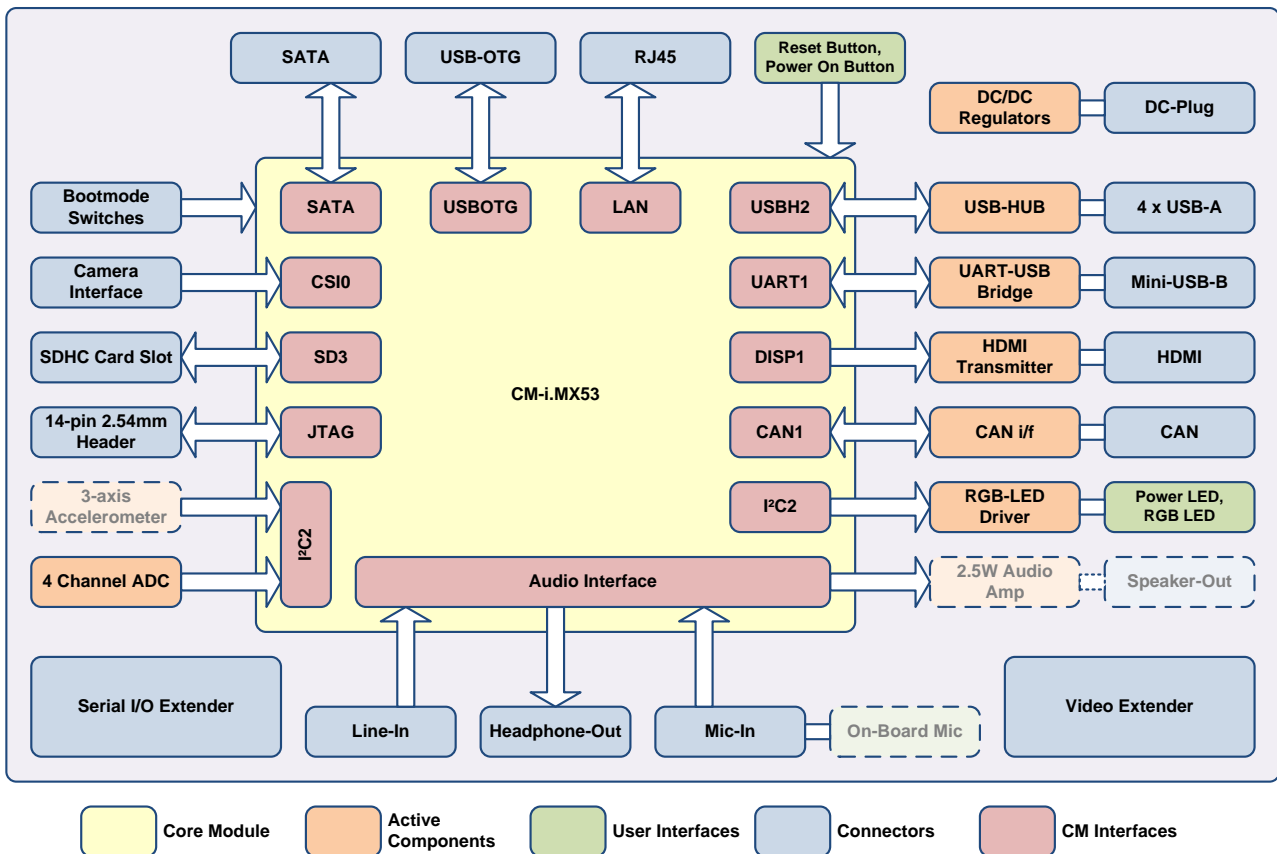 SATA
USB-OTG
RJ45
Reset Button,
Power On Button
DC/DC
Regulators
DC-Plug
Bootmode
Switches
SATA
USBOTG
LAN
USBH2
USB-HUB
4 x USB-A
Camera
Interface
CSI0
UART1
UART-USB
Bridge
Mini-USB-B
SDHC Card Slot
SD3
DISP1
HDMI
Transmitter
HDMI
CM-i.MX53
14-pin 2.54mm
Header
JTAG
CAN1
CAN i/f
CAN
3-axis
Accelerometer
I²C2
I²C2
RGB-LED
Driver
Power LED,
RGB LED
4 Channel ADC
Audio Interface
2.5W Audio
Amp
Speaker-Out
Serial I/O Extender
Line-In
Headphone-Out
Mic-In
On-Board Mic
Video Extender
Core Module
Active
Components
User Interfaces
Connectors
CM Interfaces